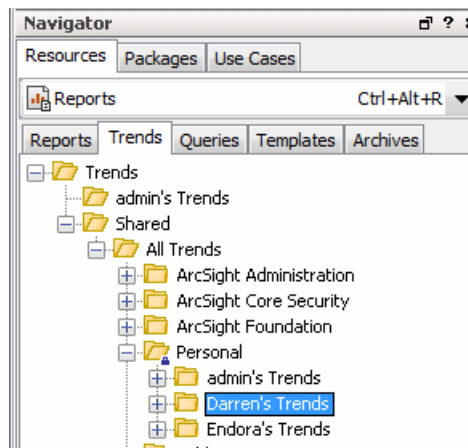 Navigator
Resources Packages Use Cases
Reports Ctrl+Alt+R
Reports Trends Queries Templates Archives
Trends
admin's Trends
Shared
All Trends
ArcSight Administration
ArcSight Core Security
ArcSight Foundation
Personal
admin's Trends
Darren's Trends
Endora's Trends